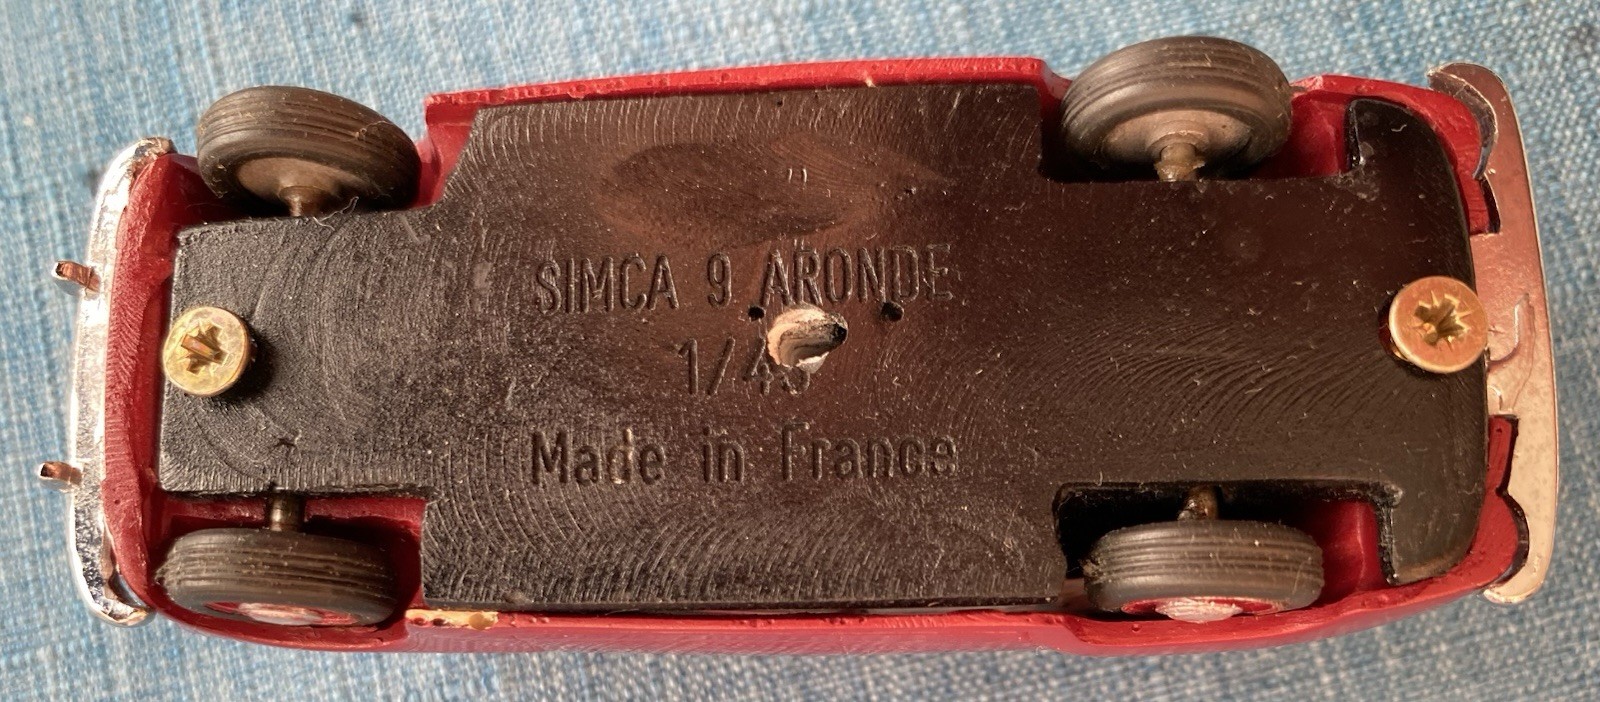 SIMCA 9 ARONDE
1/43
Made in France